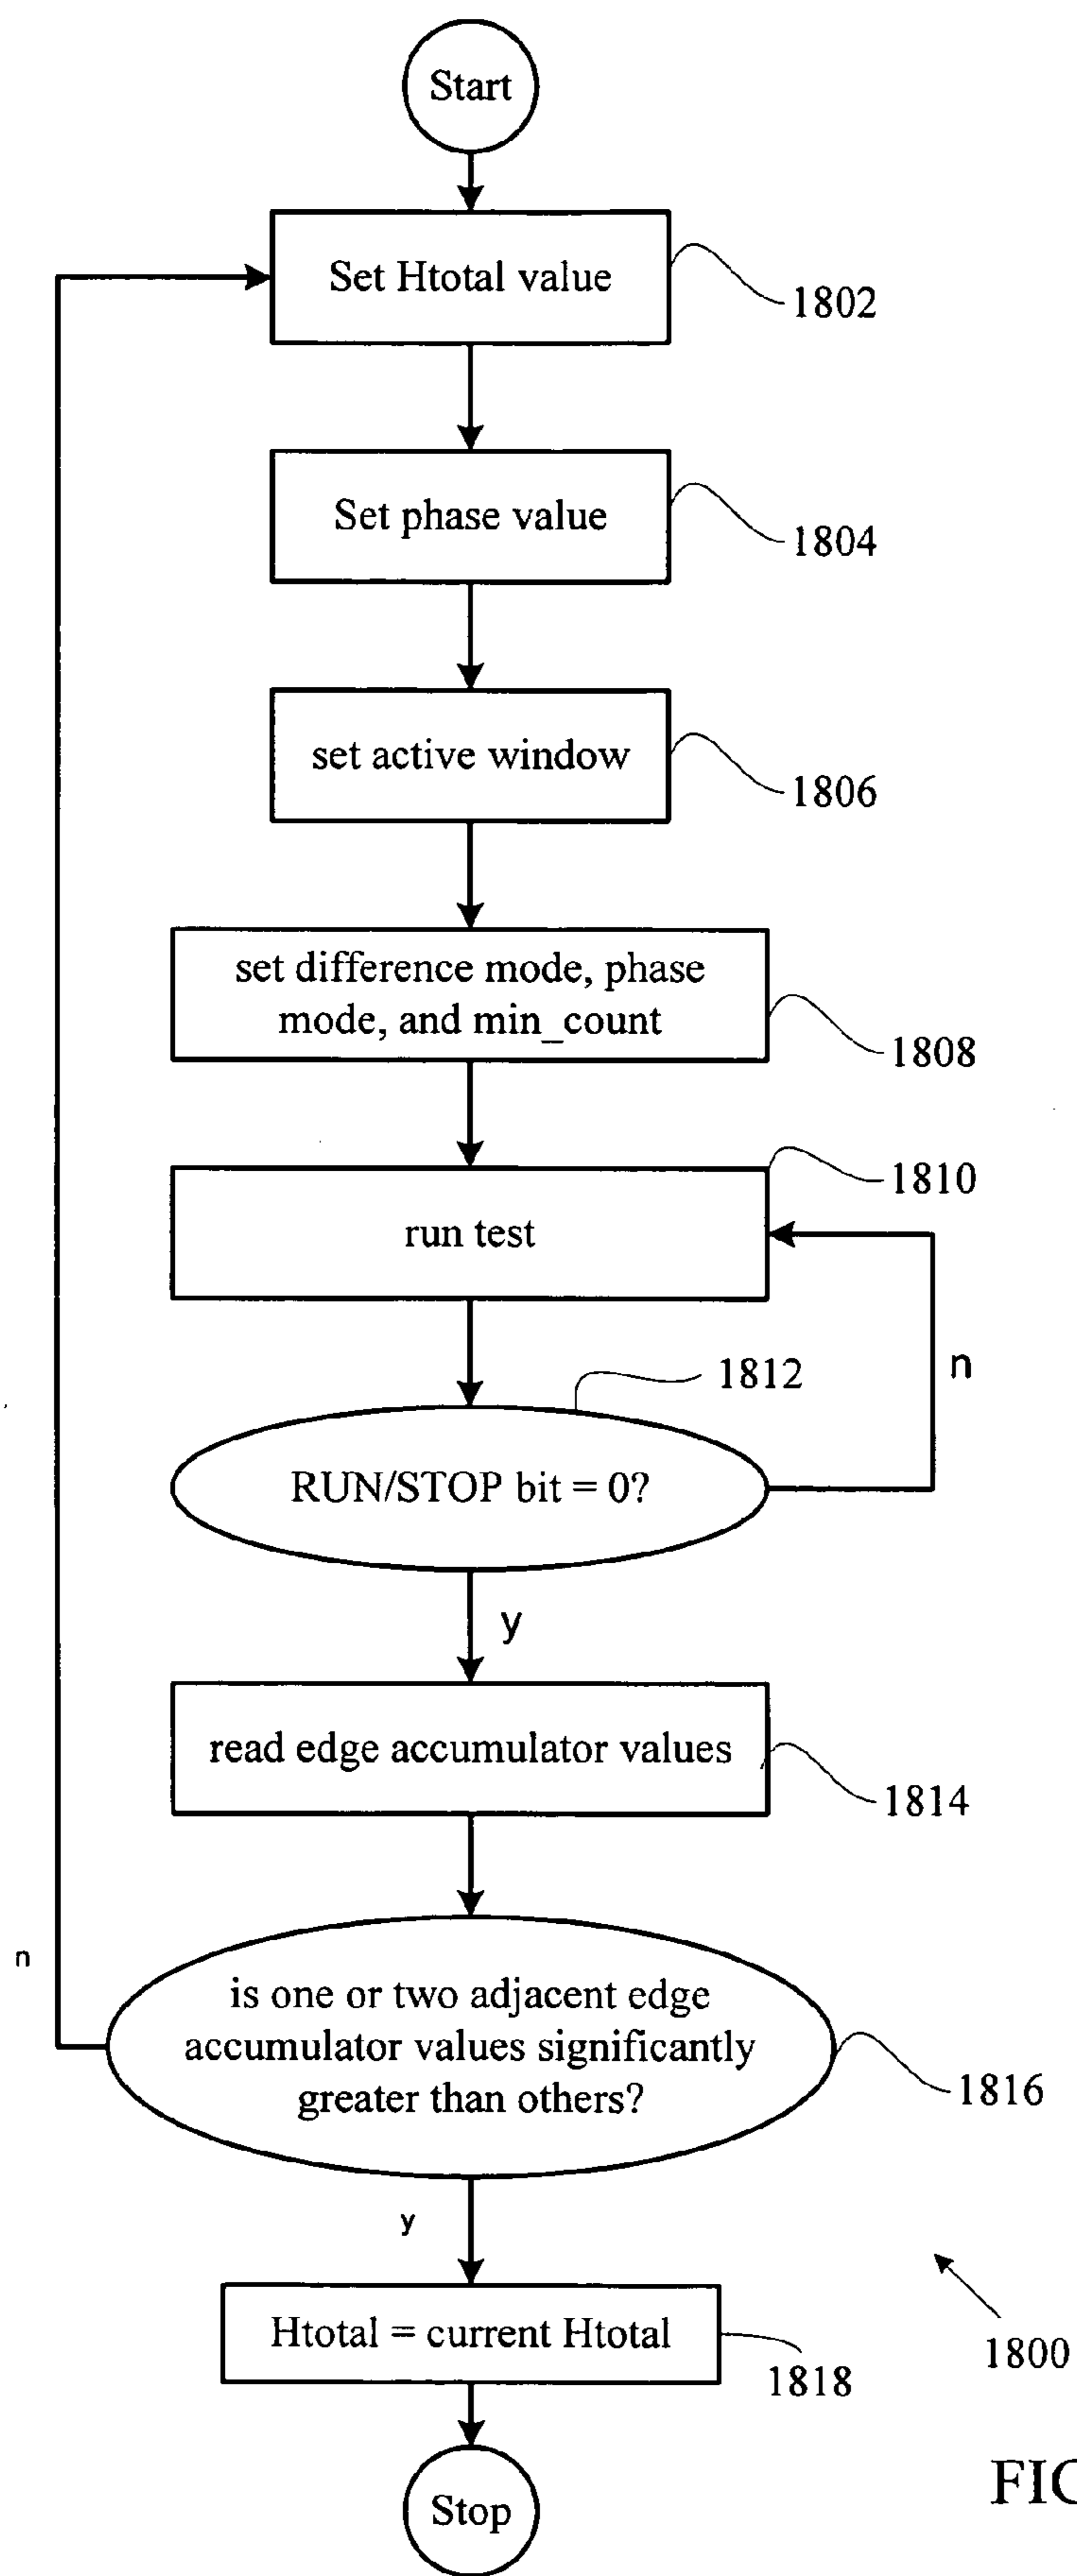 Start
Set Htotal value
1802
Set phase value
1804
set active window
1806
set difference mode, phase
mode, and min_count
1808
1810
run test
n
1812
RUN/STOP bit = 0?
y
read edge accumulator values
1814
n
is one or two adjacent edge
accumulator values significantly
greater than others?
1816
y
Htotal = current Htotal
1818
1800
Stop